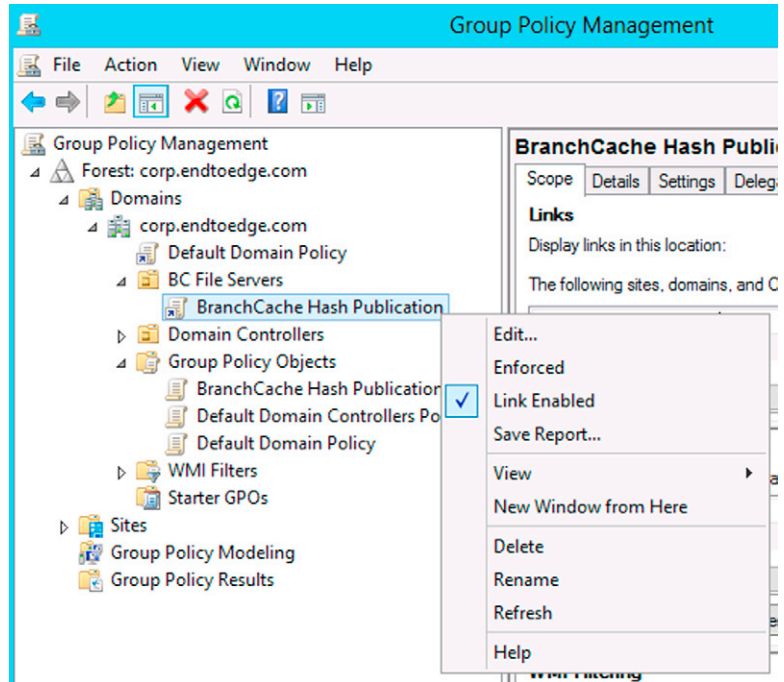 Group Policy Management
File Action View Window Help
Group Policy Management
Forest: corp.endtoedge.com
Domains
corp.endtoedge.com
Default Domain Policy
BC File Servers
BranchCache Hash Publication
Domain Controllers
Group Policy Objects
BranchCache Hash Publication
Default Domain Controllers Po
Default Domain Policy
WMI Filters
Starter GPOs
Sites
Group Policy Modeling
Group Policy Results
BranchCache Hash Publi
Scope Details Settings Delega
Links
Display links in this location:
The following sites, domains, and O
Edit...
Enforced
Link Enabled
Save Report...
View
New Window from Here
Delete
Rename
Refresh
Help
WMI Filtering